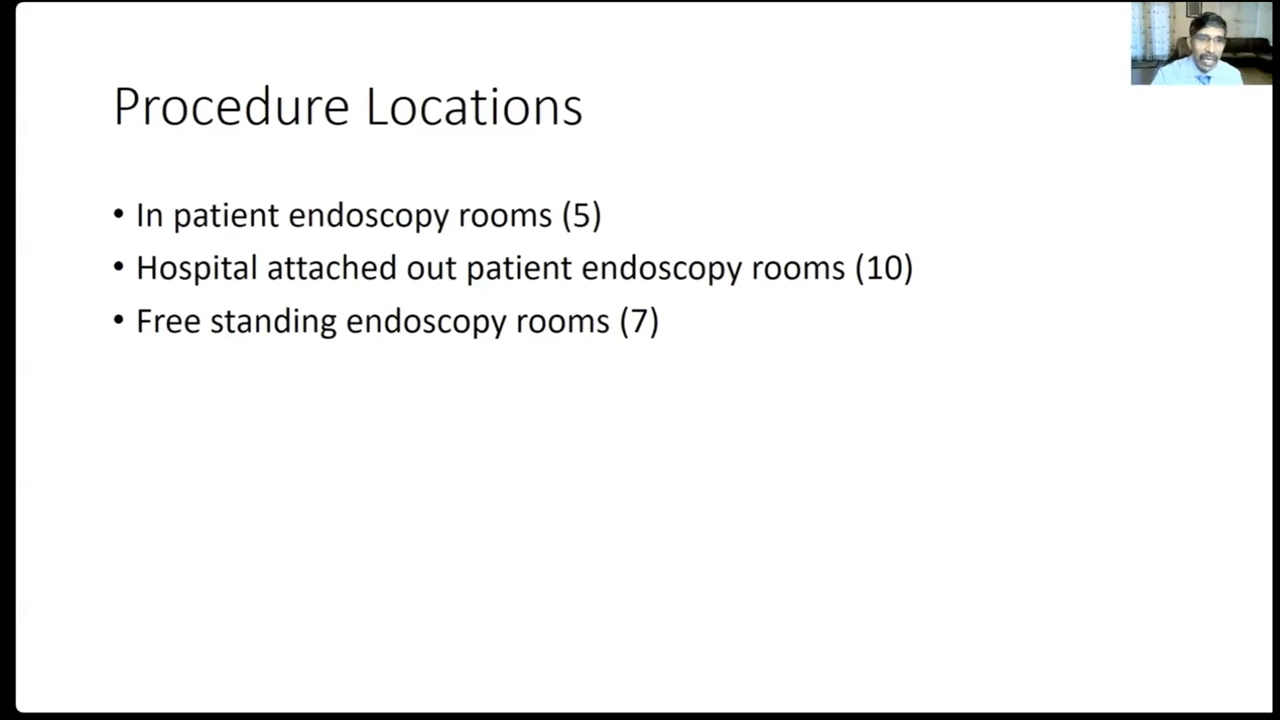 Procedure Locations
• In patient endoscopy rooms (5)
• Hospital attached out patient endoscopy rooms (10)
• Free standing endoscopy rooms (7)